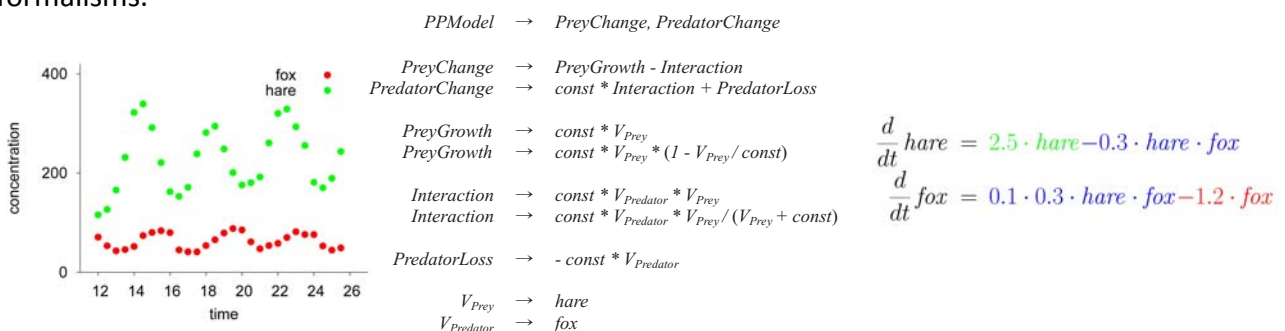 formalisms.
400
200
0
concentration
12 14 16 18 20 22 24 26
time
fox
hare
PPModel → PreyChange, PredatorChange
PreyChange → PreyGrowth - Interaction
PredatorChange → const * Interaction + PredatorLoss
PreyGrowth → const * V_Prey
PreyGrowth → const * V_Prey * (1 - V_Prey / const)
Interaction → const * V_Predator * V_Prey
Interaction → const * V_Predator * V_Prey / (V_Prey + const)
PredatorLoss → - const * V_Predator
V_Prey → hare
V_Predator → fox
d/dt hare = 2.5 · hare−0.3 · hare · fox
d/dt fox = 0.1 · 0.3 · hare · fox−1.2 · fox